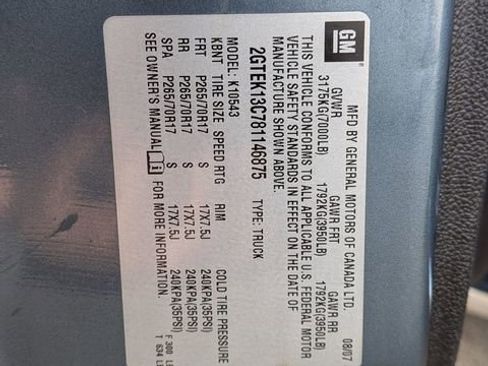 GM
MFD BY GENERAL MOTORS OF CANADA LTD.
08/07
GVWR GAWR FRT GAWR RR
3175KG(7000LB) 1792KG(3950LB) 1792KG(3950LB)
THIS VEHICLE CONFORMS TO ALL APPLICABLE U.S. FEDERAL MOTOR
VEHICLE SAFETY STANDARDS IN EFFECT ON THE DATE OF
MANUFACTURE SHOWN ABOVE.
2GTEK13C781146875 TYPE: TRUCK
MODEL: K10543
KBNT TIRE SIZE SPEED RTG RIM COLD TIRE PRESSURE
FRT P265/70R17 S 17X7.5J 240KPA(35PSI)
RR P265/70R17 S 17X7.5J 240KPA(35PSI)
SPA P265/70R17 S 17X7.5J 240KPA(35PSI)
SEE OWNER'S MANUAL i FOR MORE INFORMATION.
F 300 L
T 634 L